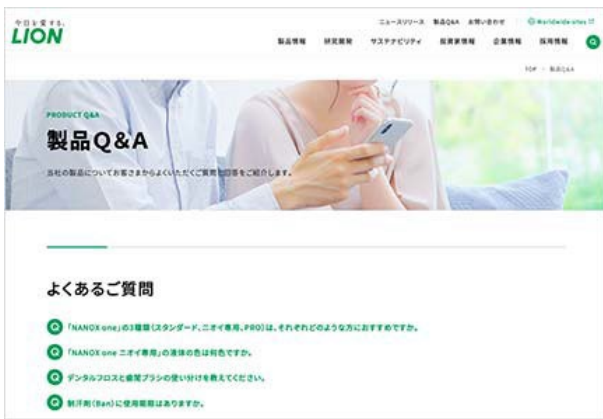 今日を愛する。
LION
ニュースリリース 製品Q&A お問い合わせ Worldwide sites
製品情報 研究開発 サステナビリティ 投資家情報 企業情報 採用情報
TOP > 製品Q&A
PRODUCT Q&A
製品Q&A
当社の製品についてお客さまからよくいただくご質問と回答をご紹介します。
よくあるご質問
Q 「NANOX one」の3種類（スタンダード、ニオイ専用、PRO）は、それぞれどのような方におすすめですか。
Q 「NANOX one ニオイ専用」の液体の色は何色ですか。
Q デンタルフロスと歯間ブラシの使い分けを教えてください。
Q 制汗剤（Ban）に使用期限はありますか。